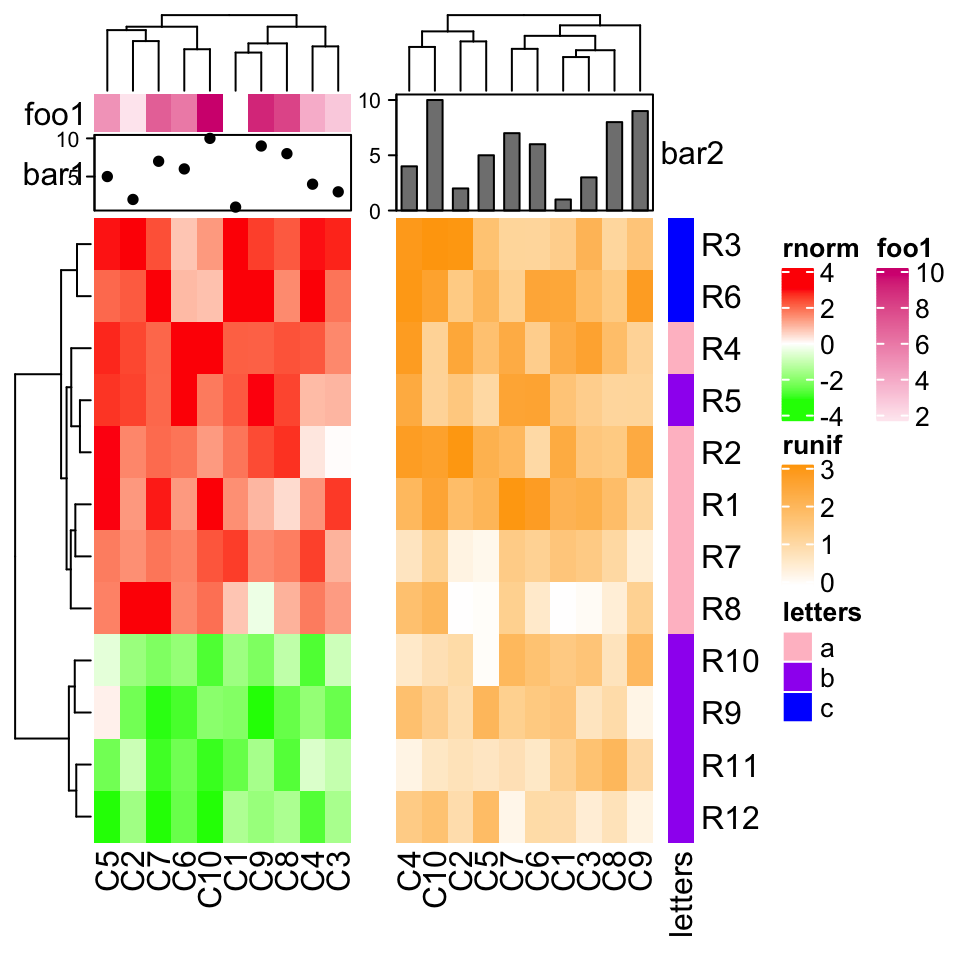 foo1
10
5
bar1
10
5
0
bar2
R3
R6
R4
R5
R2
R1
R7
R8
R10
R9
R11
R12
C5 C2 C7 C6 C10 C1 C9 C8 C4 C3
C4 C10 C2 C5 C7 C6 C1 C3 C8 C9
letters
rnorm
4
2
0
-2
-4
foo1
10
8
6
4
2
runif
3
2
1
0
letters
a
b
c